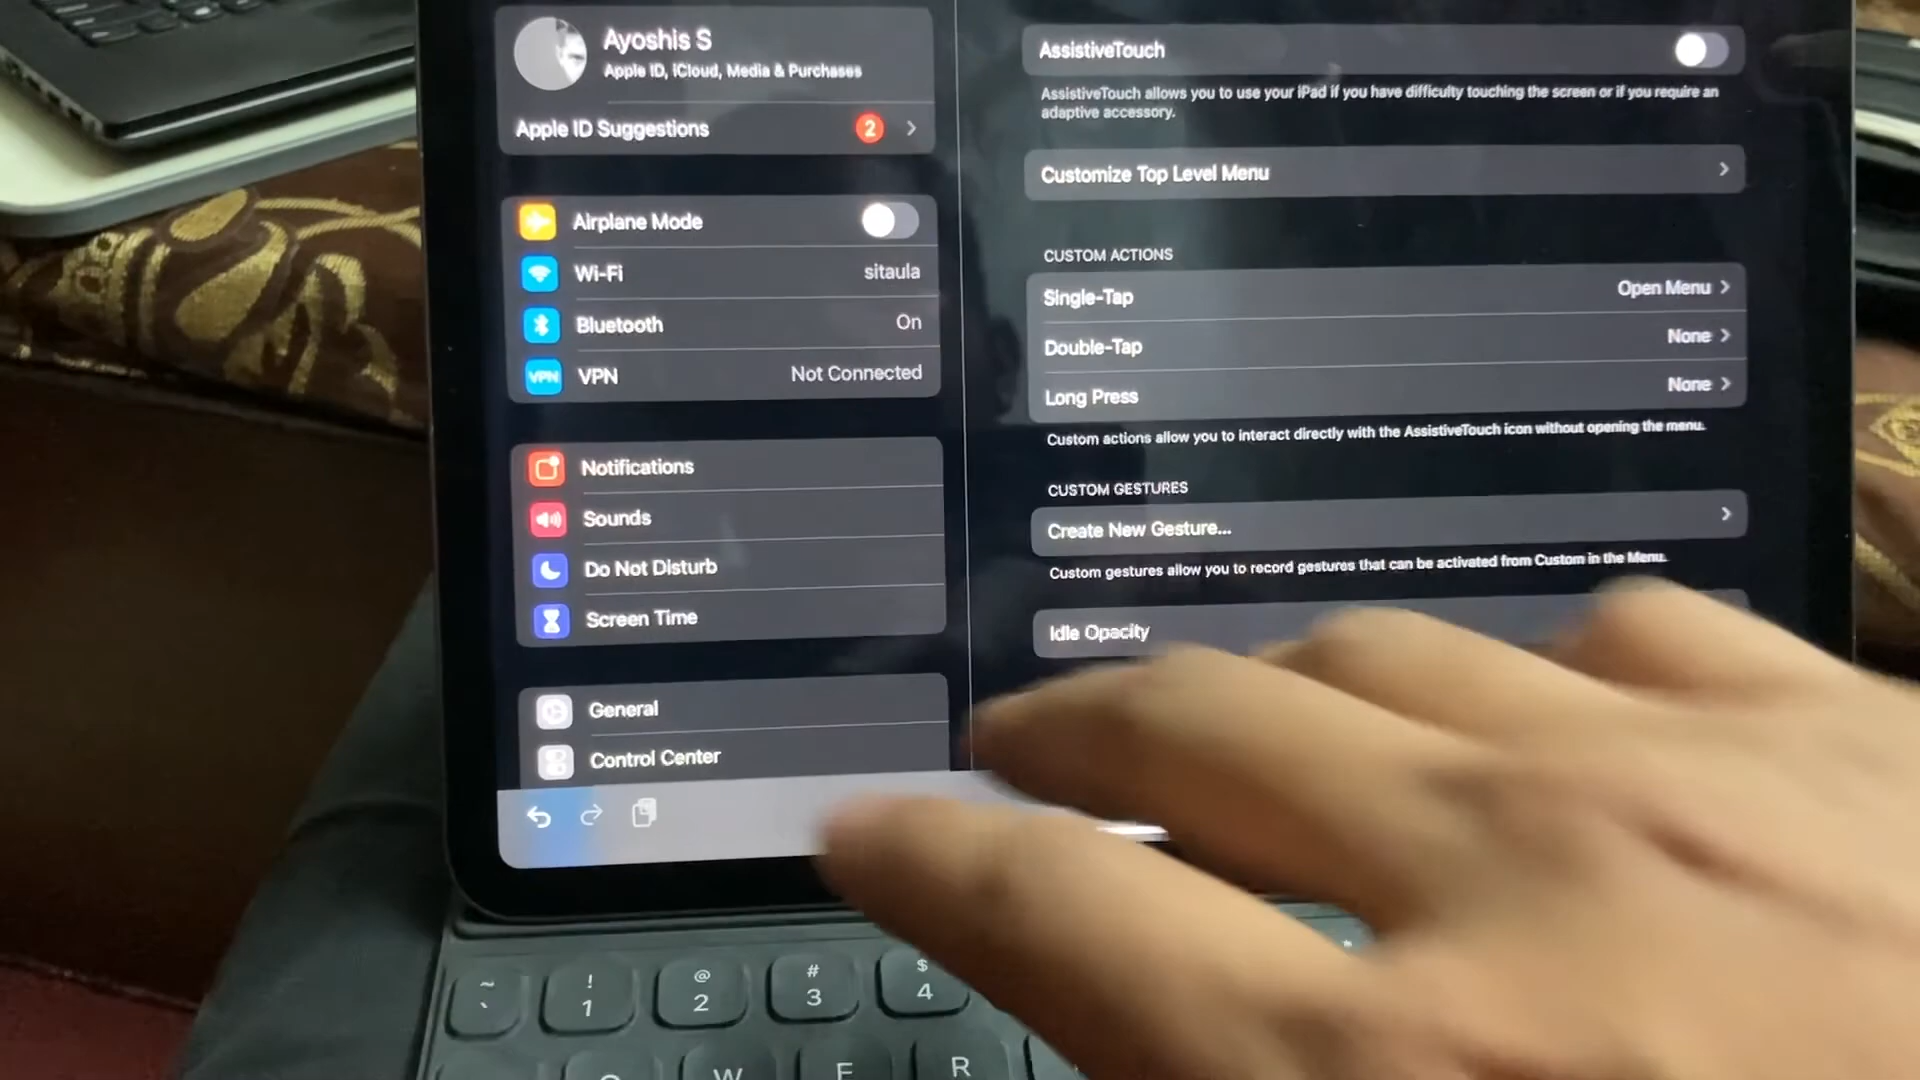 Ayoshis S
Apple ID, iCloud, Media & Purchases
Apple ID Suggestions 2
Airplane Mode
Wi-Fi sitaula
Bluetooth On
VPN VPN Not Connected
Notifications
Sounds
Do Not Disturb
Screen Time
General
Control Center
AssistiveTouch
AssistiveTouch allows you to use your iPad if you have difficulty touching the screen or if you require an
adaptive accessory.
Customize Top Level Menu
CUSTOM ACTIONS
Single-Tap Open Menu
Double-Tap None
Long Press None
Custom actions allow you to interact directly with the AssistiveTouch icon without opening the menu.
CUSTOM GESTURES
Create New Gesture...
Custom gestures allow you to record gestures that can be activated from Custom in the Menu.
Idle Opacity
~ ! @ # $
` 1 2 3 4
W E R